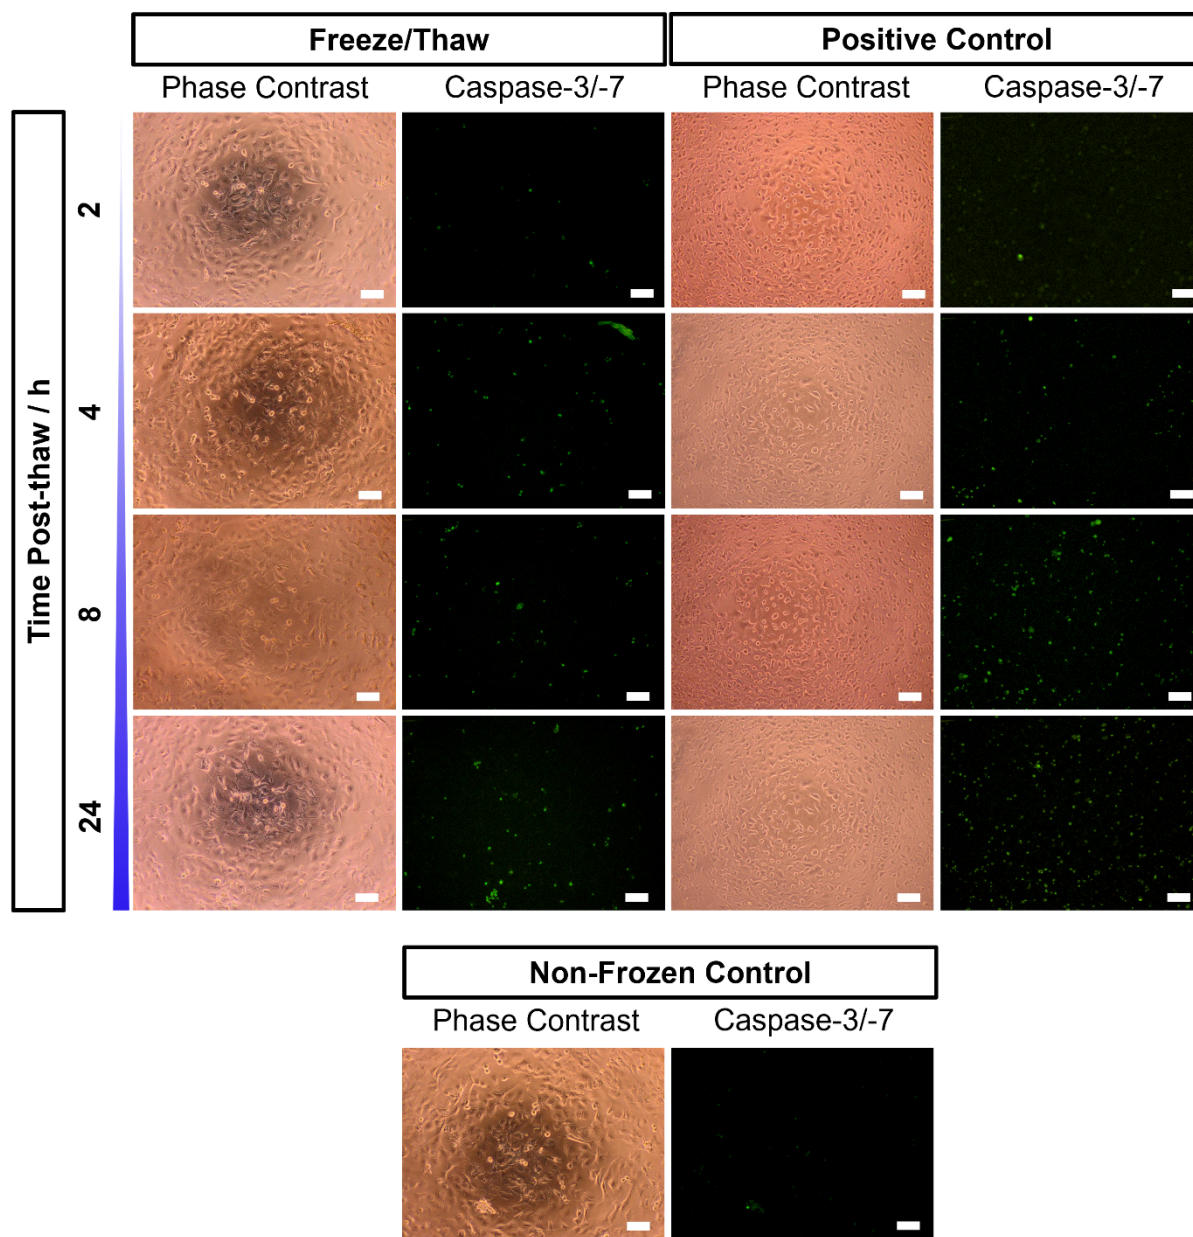 Freeze/Thaw
Positive Control
Phase Contrast
Caspase-3/-7
Phase Contrast
Caspase-3/-7
Time Post-thaw / h
2
4
8
24
Non-Frozen Control
Phase Contrast
Caspase-3/-7